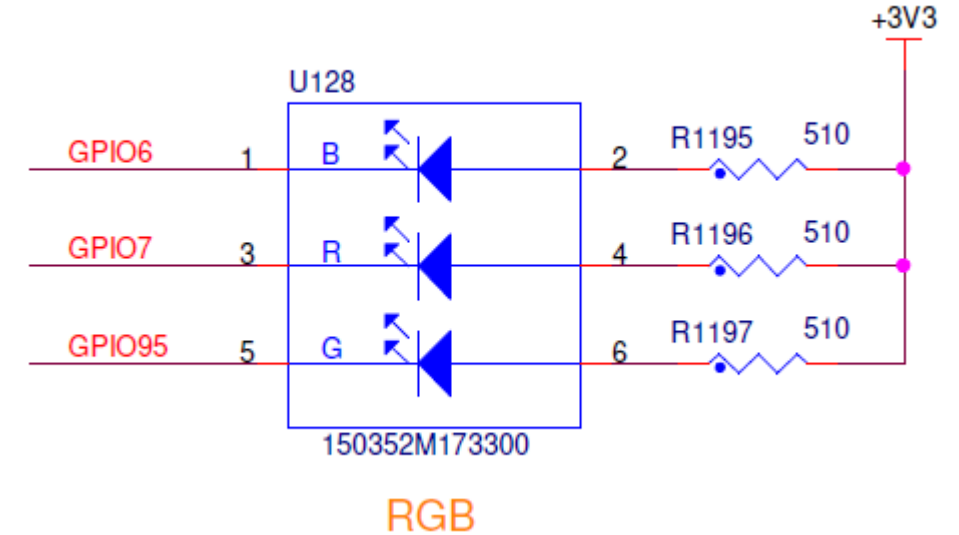 +3V3
U128
GPIO6 1 B 2 R1195 510
GPIO7 3 R 4 R1196 510
GPIO95 5 G 6 R1197 510
150352M173300
RGB